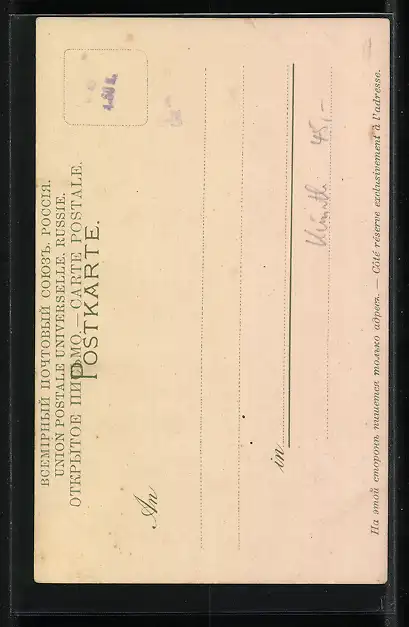 ВСЕМІРНЫЙ ПОЧТОВЫЙ СОЮЗЪ. РОССІЯ.
UNION POSTALE UNIVERSELLE. RUSSIE.
ОТКРЫТОЕ ПИСЬМО.—CARTE POSTALE.
POSTKARTE.
An
in
45,-
На этой сторонѣ пишется только адресъ. — Côté réservé exclusivement à l'adresse.